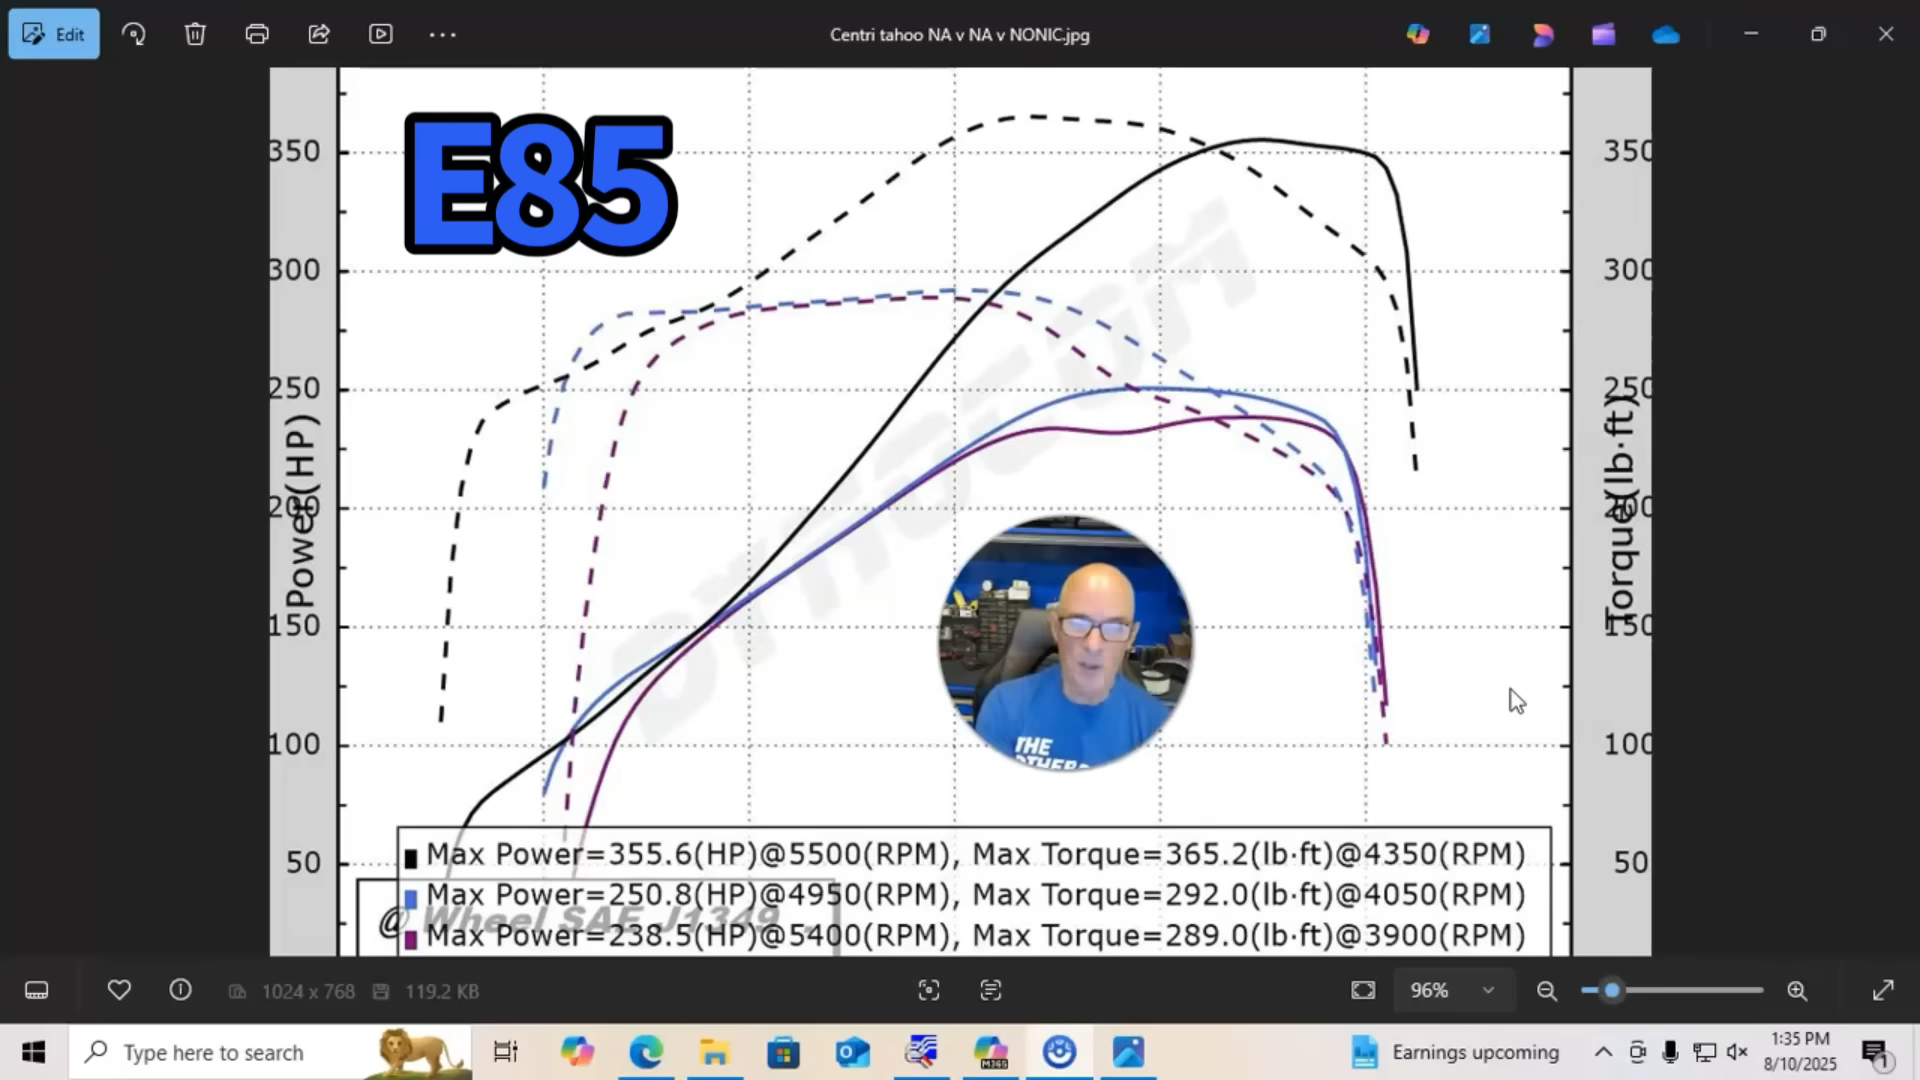 Edit
Centri tahoo NA v NA v NONIC.jpg
E85
350
300
250
200
150
100
50
Power(HP)
350
300
250
200
150
100
50
Torque(lb·ft)
DYNOCOM
THE
Max Power=355.6(HP)@5500(RPM), Max Torque=365.2(lb·ft)@4350(RPM)
Max Power=250.8(HP)@4950(RPM), Max Torque=292.0(lb·ft)@4050(RPM)
@ Wheel SAE J1349
Max Power=238.5(HP)@5400(RPM), Max Torque=289.0(lb·ft)@3900(RPM)
1024 x 768
119.2 KB
96%
Type here to search
M365
Earnings upcoming
1:35 PM
8/10/2025
1